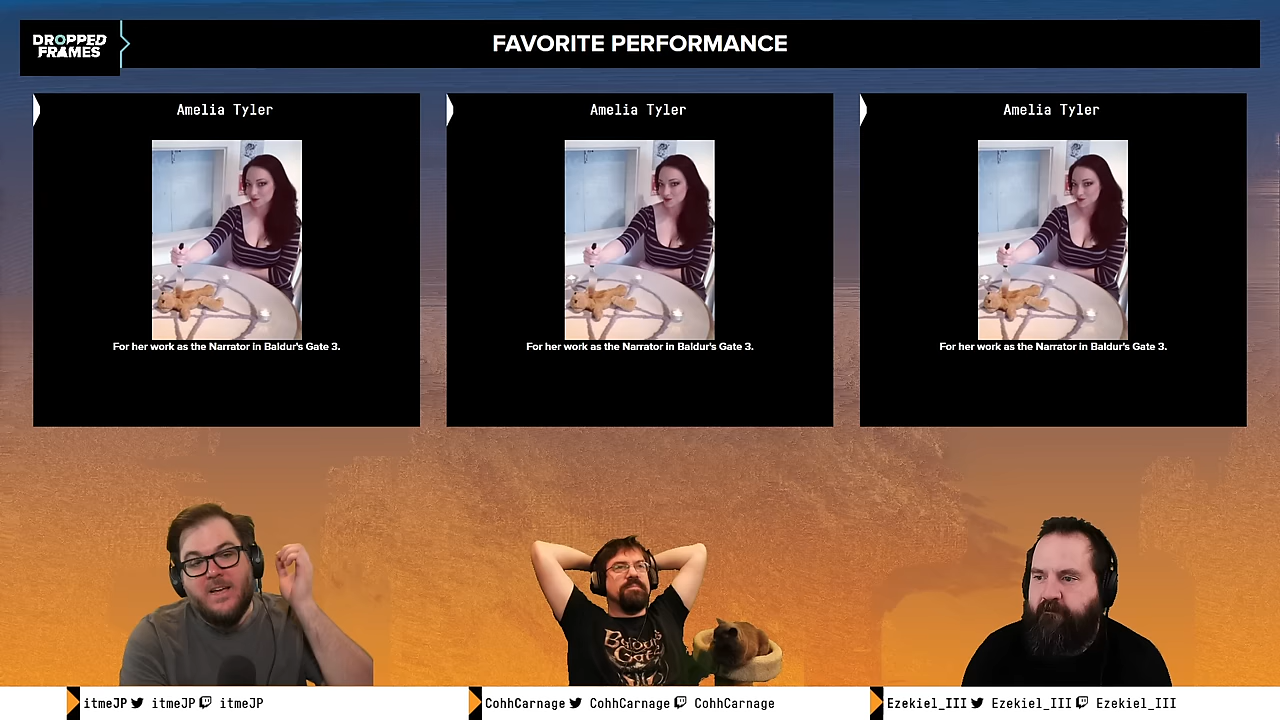 DROPPED
FRAMES
FAVORITE PERFORMANCE
Amelia Tyler
For her work as the Narrator in Baldur's Gate 3.
Amelia Tyler
For her work as the Narrator in Baldur's Gate 3.
Amelia Tyler
For her work as the Narrator in Baldur's Gate 3.
Baldur's
Gate
itmeJP itmeJP itmeJP
CohhCarnage CohhCarnage CohhCarnage
Ezekiel_III Ezekiel_III Ezekiel_III